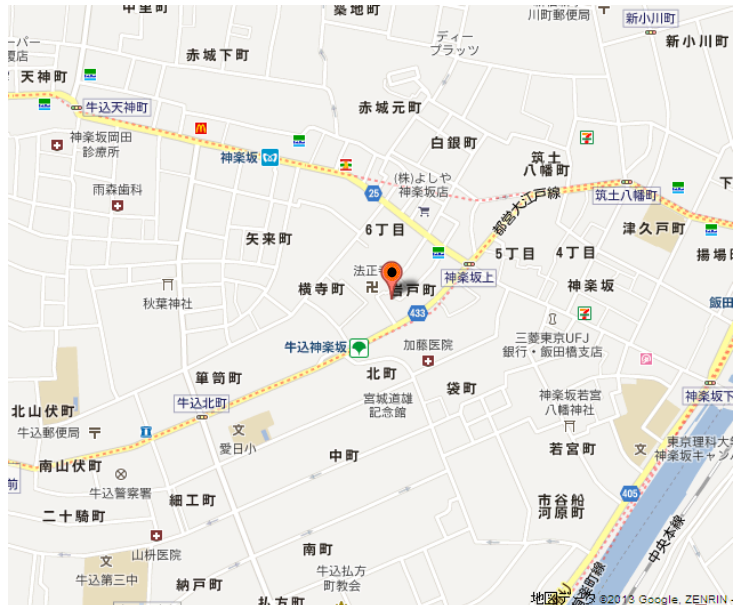 中里町
築地町
川町郵便局
新小川町
新小川町
ディー
プラッツ
赤城下町
天神町
牛込天神町
赤城元町
神楽坂岡田
診療所
神楽坂
白銀町
筑土
八幡町
(株)よしや
神楽坂店
雨森歯科
25
筑土八幡町
都営大江戸線
矢来町
6丁目
5丁目
4丁目
津久戸町
揚場
神楽坂上
横寺町
岩戸町
神楽坂
秋葉神社
433
飯田
牛込神楽坂
加藤医院
三菱東京UFJ
銀行・飯田橋支店
箪笥町
北町
袋町
神楽坂下
牛込北町
宮城道雄
記念館
神楽坂若宮
八幡神社
北山伏町
牛込郵便局
文
愛日小
中町
若宮町
文
東京理科大
神楽坂キャン
南山伏町
前
牛込警察署
細工町
405
市谷船
河原町
二十騎町
山枡医院
南町
中央本線
文
牛込第三中
納戸町
牛込払方
町教会
払方町
地図データ ©2013 Google, ZENRIN -